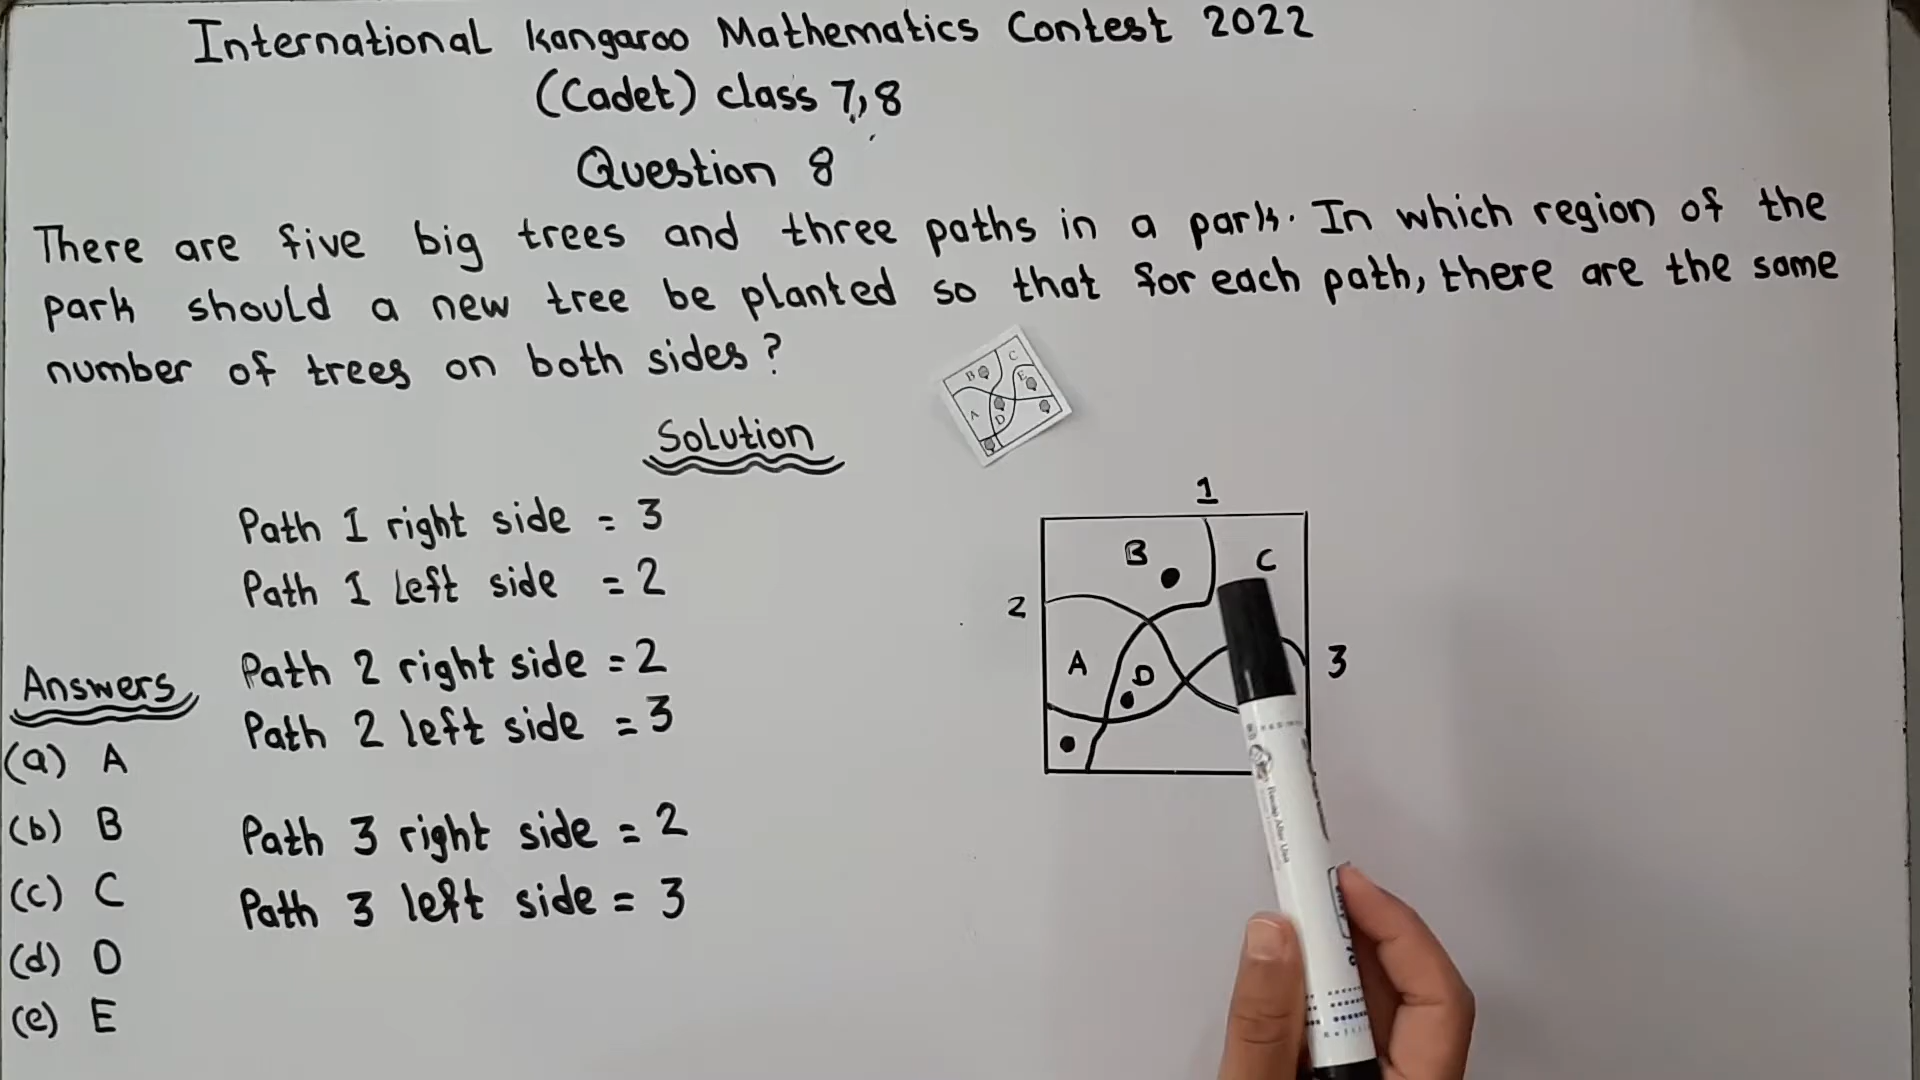 International Kangaroo Mathematics Contest 2022
(Cadet) class 7,8
Question 8
There are five big trees and three paths in a park. In which region of the
park should a new tree be planted so that for each path, there are the same
number of trees on both sides?
B
C
E
A
D
Solution
Path 1 right side = 3
Path 1 Left side = 2
Path 2 right side = 2
Path 2 left side = 3
Path 3 right side = 2
Path 3 left side = 3
Answers
(a) A
(b) B
(c) C
(d) D
(e) E
1
B
C
2
A
D
3